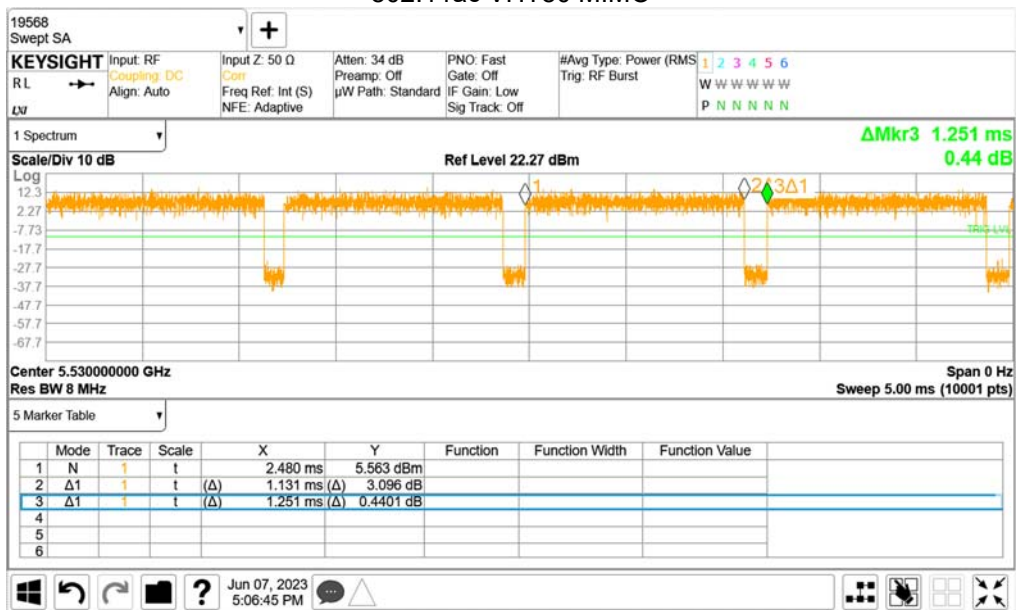 19568
Swept SA
+
KEYSIGHT
RL
LXI
Input: RF
Coupling: DC
Align: Auto
Input Z: 50 Ω
Corr
Freq Ref: Int (S)
NFE: Adaptive
Atten: 34 dB
Preamp: Off
µW Path: Standard
PNO: Fast
Gate: Off
IF Gain: Low
Sig Track: Off
#Avg Type: Power (RMS
Trig: RF Burst
1 2 3 4 5 6
W W W W W W
P N N N N N
1 Spectrum
ΔMkr3 1.251 ms
0.44 dB
Scale/Div 10 dB
Ref Level 22.27 dBm
Log
12.3
2.27
-7.73
-17.7
-27.7
-37.7
-47.7
-57.7
-67.7
1
3Δ1
TRIG LVL
Center 5.530000000 GHz
Span 0 Hz
Res BW 8 MHz
Sweep 5.00 ms (10001 pts)
5 Marker Table
Mode Trace Scale X Y Function Function Width Function Value
1 N 1 t 2.480 ms 5.563 dBm
2 Δ1 1 t (Δ) 1.131 ms (Δ) 3.096 dB
3 Δ1 1 t (Δ) 1.251 ms (Δ) 0.4401 dB
4
5
6
?
Jun 07, 2023
5:06:45 PM